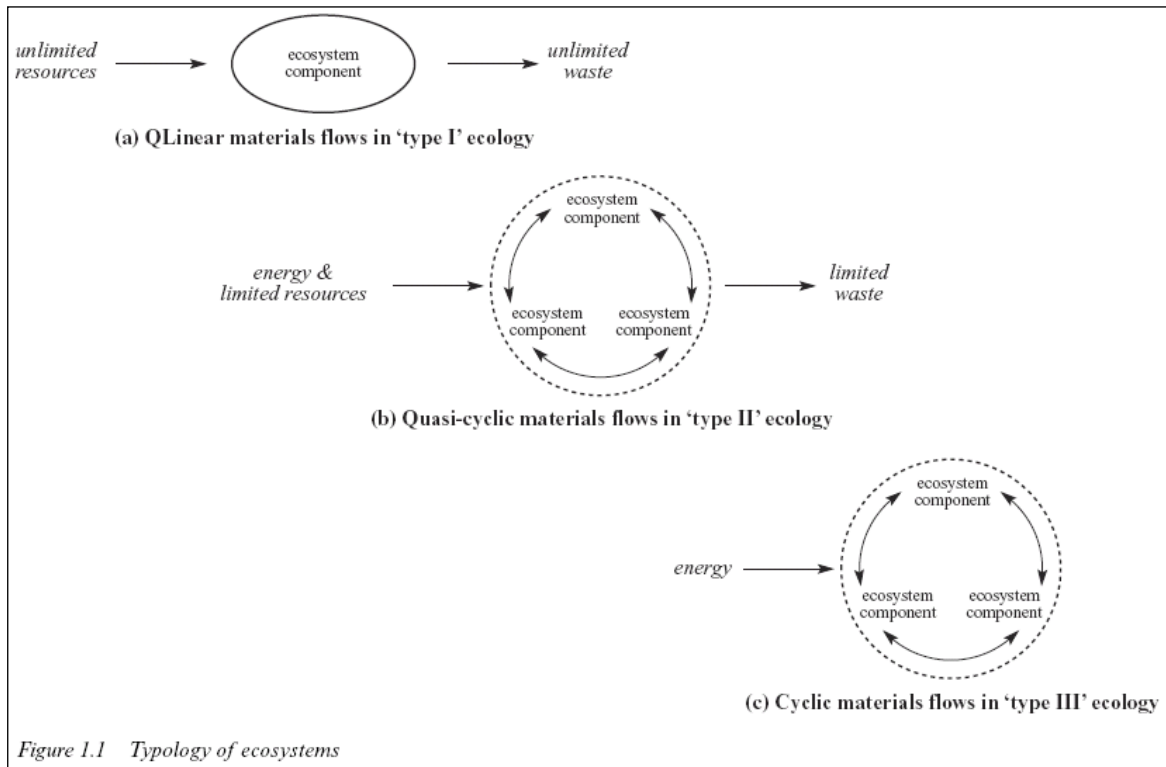 unlimited
resources
ecosystem
component
unlimited
waste
(a) QLinear materials flows in ‘type I’ ecology
ecosystem
component
energy &
limited resources
limited
waste
ecosystem
component
ecosystem
component
(b) Quasi-cyclic materials flows in ‘type II’ ecology
ecosystem
component
energy
ecosystem
component
ecosystem
component
(c) Cyclic materials flows in ‘type III’ ecology
Figure 1.1 Typology of ecosystems